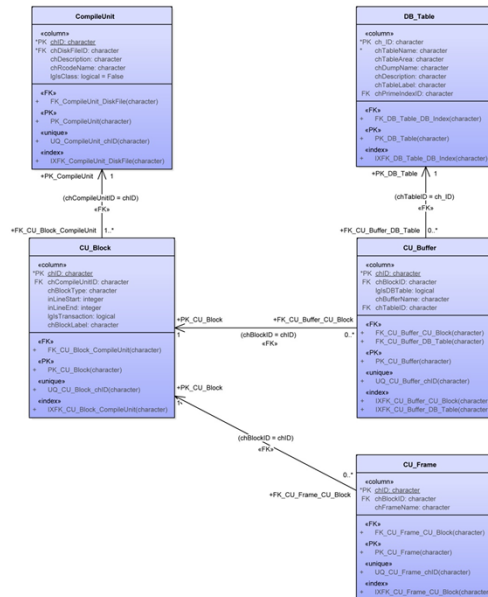 CompileUnit
«column»
*PK chID: character
*FK chDiskFileID: character
chDescription: character
chRcodeName: character
lgIsClass: logical = False
«FK»
+ FK_CompileUnit_DiskFile(character)
«PK»
+ PK_CompileUnit(character)
«unique»
+ UQ_CompileUnit_chID(character)
«index»
+ IXFK_CompileUnit_DiskFile(character)
DB_Table
«column»
*PK ch_ID: character
* chTableName: character
chTableArea: character
chDumpName: character
chDescription: character
chTableLabel: character
FK chPrimeIndexID: character
«FK»
+ FK_DB_Table_DB_Index(character)
«PK»
+ PK_DB_Table(character)
«index»
+ IXFK_DB_Table_DB_Index(character)
+PK_CompileUnit 1
(chCompileUnitID = chID)
«FK»
+FK_CU_Block_CompileUnit 1..*
+PK_DB_Table 1
(chTableID = ch_ID)
«FK»
+FK_CU_Buffer_DB_Table 0..*
CU_Block
«column»
*PK chID: character
FK chCompileUnitID: character
chBlockType: character
inLineStart: integer
inLineEnd: integer
lgIsTransaction: logical
chBlockLabel: character
«FK»
+ FK_CU_Block_CompileUnit(character)
«PK»
+ PK_CU_Block(character)
«unique»
+ UQ_CU_Block_chID(character)
«index»
+ IXFK_CU_Block_CompileUnit(character)
CU_Buffer
«column»
*PK chID: character
FK chBlockID: character
lgIsDBTable: logical
chBufferName: character
FK chTableID: character
«FK»
+ FK_CU_Buffer_CU_Block(character)
+ FK_CU_Buffer_DB_Table(character)
«PK»
+ PK_CU_Buffer(character)
«unique»
+ UQ_CU_Buffer_chID(character)
«index»
+ IXFK_CU_Buffer_CU_Block(character)
+ IXFK_CU_Buffer_DB_Table(character)
+PK_CU_Block +FK_CU_Buffer_CU_Block
1 (chBlockID = chID) 0..*
«FK»
+PK_CU_Block
1
(chBlockID = chID)
«FK»
0..*
+FK_CU_Frame_CU_Block
CU_Frame
«column»
*PK chID: character
FK chBlockID: character
chFrameName: character
«FK»
+ FK_CU_Frame_CU_Block(character)
«PK»
+ PK_CU_Frame(character)
«unique»
+ UQ_CU_Frame_chID(character)
«index»
+ IXFK_CU_Frame_CU_Block(character)